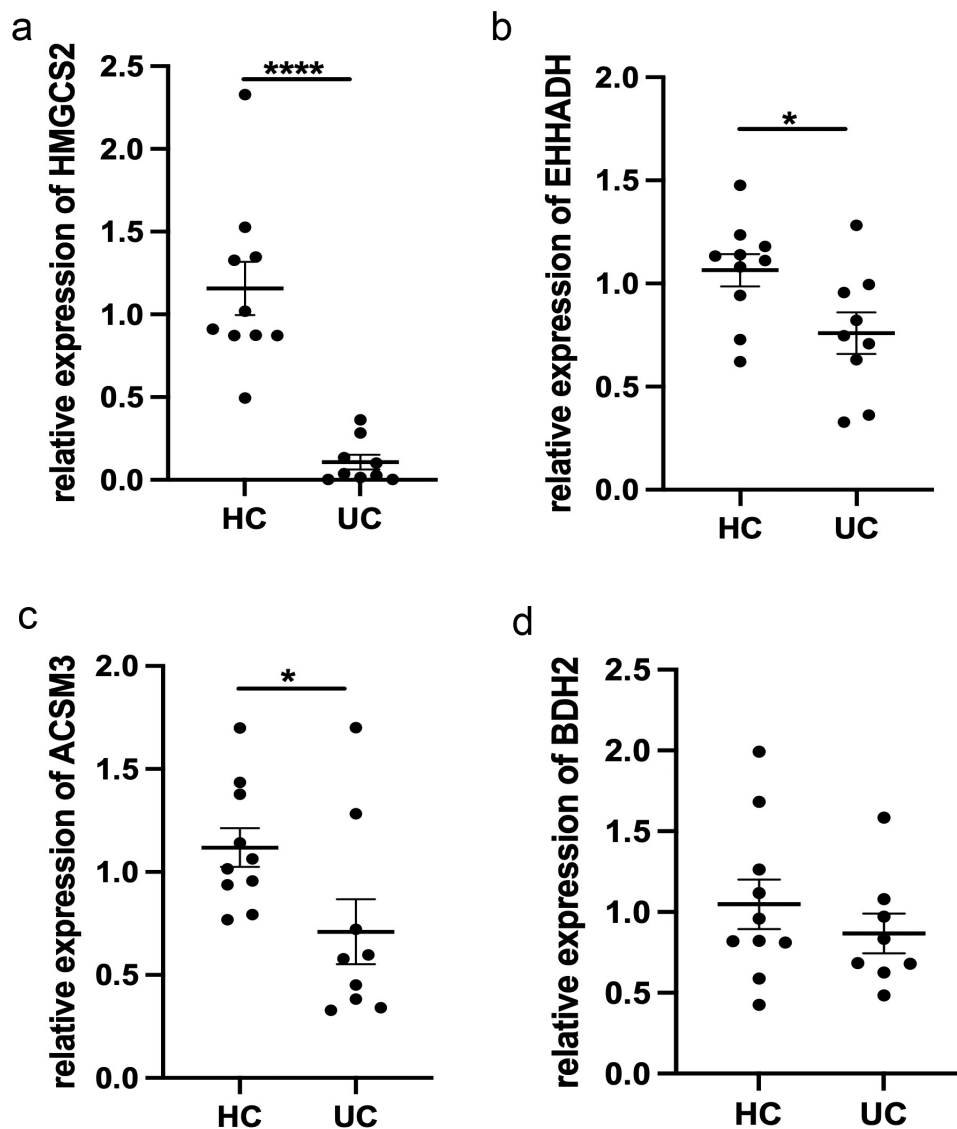 a
relative expression of HMGCS2
2.5
2.0
1.5
1.0
0.5
0.0
****
HC UC
b
relative expression of EHHADH
2.0
1.5
1.0
0.5
0.0
*
HC UC
c
relative expression of ACSM3
2.0
1.5
1.0
0.5
0.0
*
HC UC
d
relative expression of BDH2
2.5
2.0
1.5
1.0
0.5
0.0
HC UC